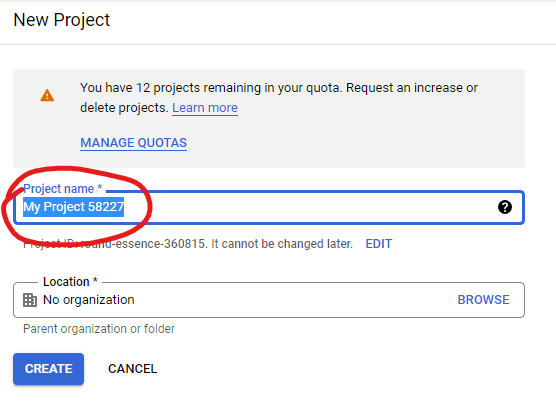 New Project
You have 12 projects remaining in your quota. Request an increase or
delete projects. Learn more
MANAGE QUOTAS
Project name *
My Project 58227
Project ID: round-essence-360815. It cannot be changed later. EDIT
Location *
No organization BROWSE
Parent organization or folder
CREATE CANCEL